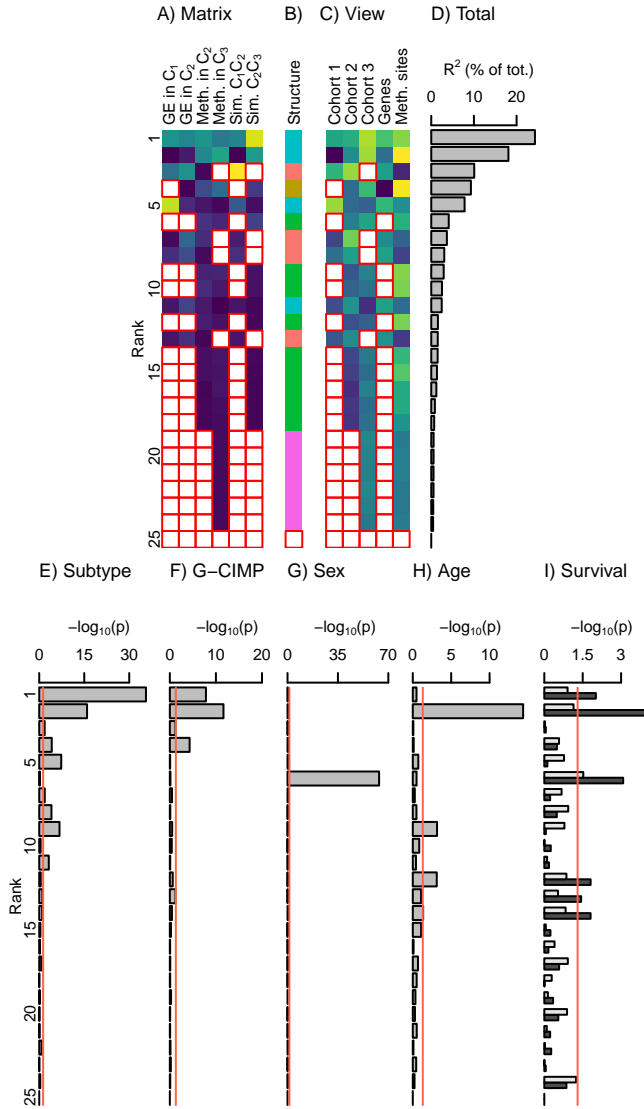 A) Matrix
B)
C) View
D) Total
GE in C₁
GE in C₂
Meth. in C₂
Meth. in C₃
Sim. C₁C₂
Sim. C₂C₃
Structure
Cohort 1
Cohort 2
Cohort 3
Genes
Meth. sites
R² (% of tot.)
0 10 20
Rank
1
5
10
15
20
25
E) Subtype
F) G−CIMP
G) Sex
H) Age
I) Survival
−log₁₀(p)
−log₁₀(p)
−log₁₀(p)
−log₁₀(p)
−log₁₀(p)
0 15 30
0 10 20
0 35 70
0 5 10
0 1.5 3
Rank
1
5
10
15
20
25